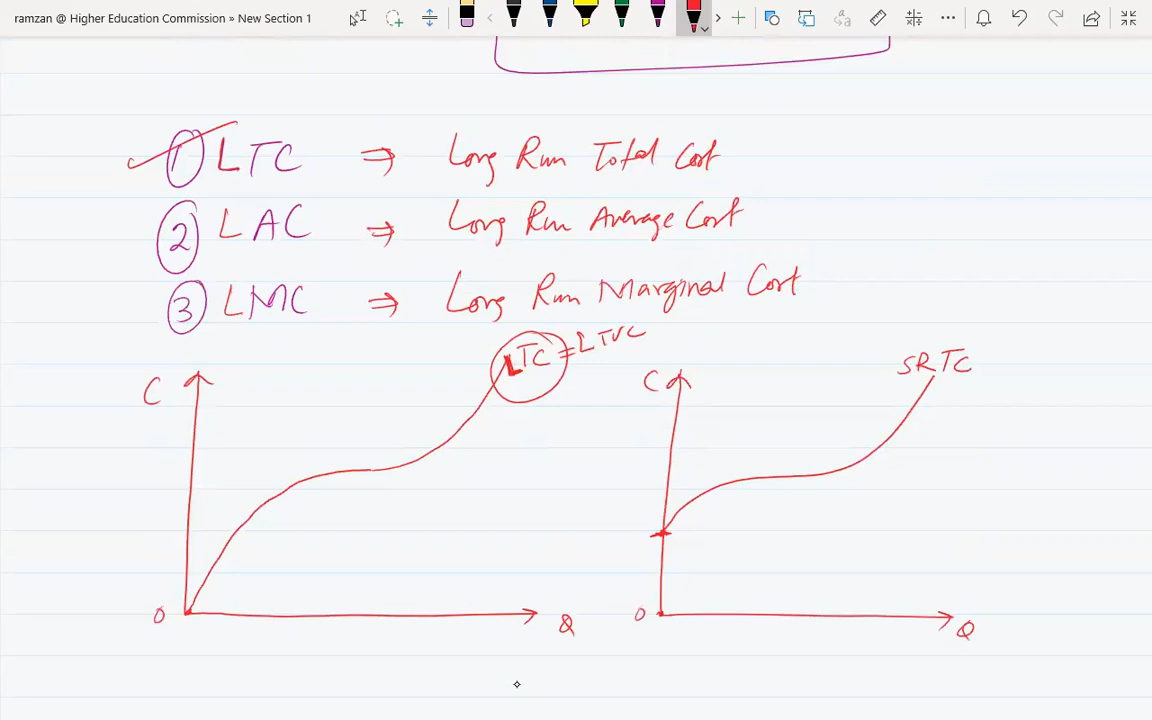 ramzan @ Higher Education Commission » New Section 1
1 LTC ⇒ Long Run Total Cost
2 LAC ⇒ Long Run Average Cost
3 LMC ⇒ Long Run Marginal Cost
LTC = LTVC
SRTC
C
C
0
Q
0
Q